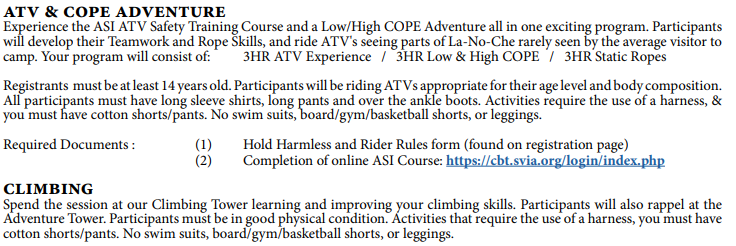 ATV & COPE ADVENTURE
Experience the ASI ATV Safety Training Course and a Low/High COPE Adventure all in one exciting program. Participants
will develop their Teamwork and Rope Skills, and ride ATV's seeing parts of La-No-Che rarely seen by the average visitor to
camp. Your program will consist of: 3HR ATV Experience / 3HR Low & High COPE / 3HR Static Ropes
Registrants must be at least 14 years old. Participants will be riding ATVs appropriate for their age level and body composition.
All participants must have long sleeve shirts, long pants and over the ankle boots. Activities require the use of a harness, &
you must have cotton shorts/pants. No swim suits, board/gym/basketball shorts, or leggings.
Required Documents : (1) Hold Harmless and Rider Rules form (found on registration page)
(2) Completion of online ASI Course: https://cbt.svia.org/login/index.php
CLIMBING
Spend the session at our Climbing Tower learning and improving your climbing skills. Participants will also rappel at the
Adventure Tower. Participants must be in good physical condition. Activities that require the use of a harness, you must have
cotton shorts/pants. No swim suits, board/gym/basketball shorts, or leggings.